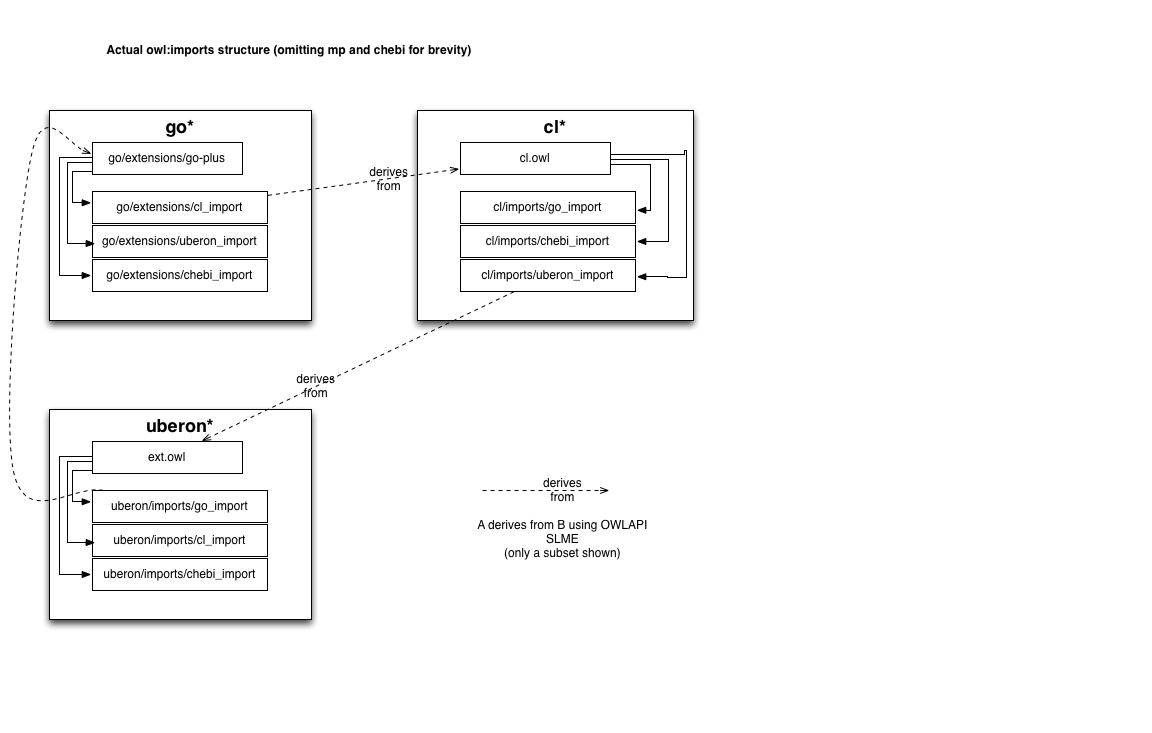 Actual owl:imports structure (omitting mp and chebi for brevity)
go*
go/extensions/go-plus
go/extensions/cl_import
go/extensions/uberon_import
go/extensions/chebi_import
derives
from
cl*
cl.owl
cl/imports/go_import
cl/imports/chebi_import
cl/imports/uberon_import
derives
from
uberon*
ext.owl
uberon/imports/go_import
uberon/imports/cl_import
uberon/imports/chebi_import
derives
from
A derives from B using OWLAPI
SLME
(only a subset shown)